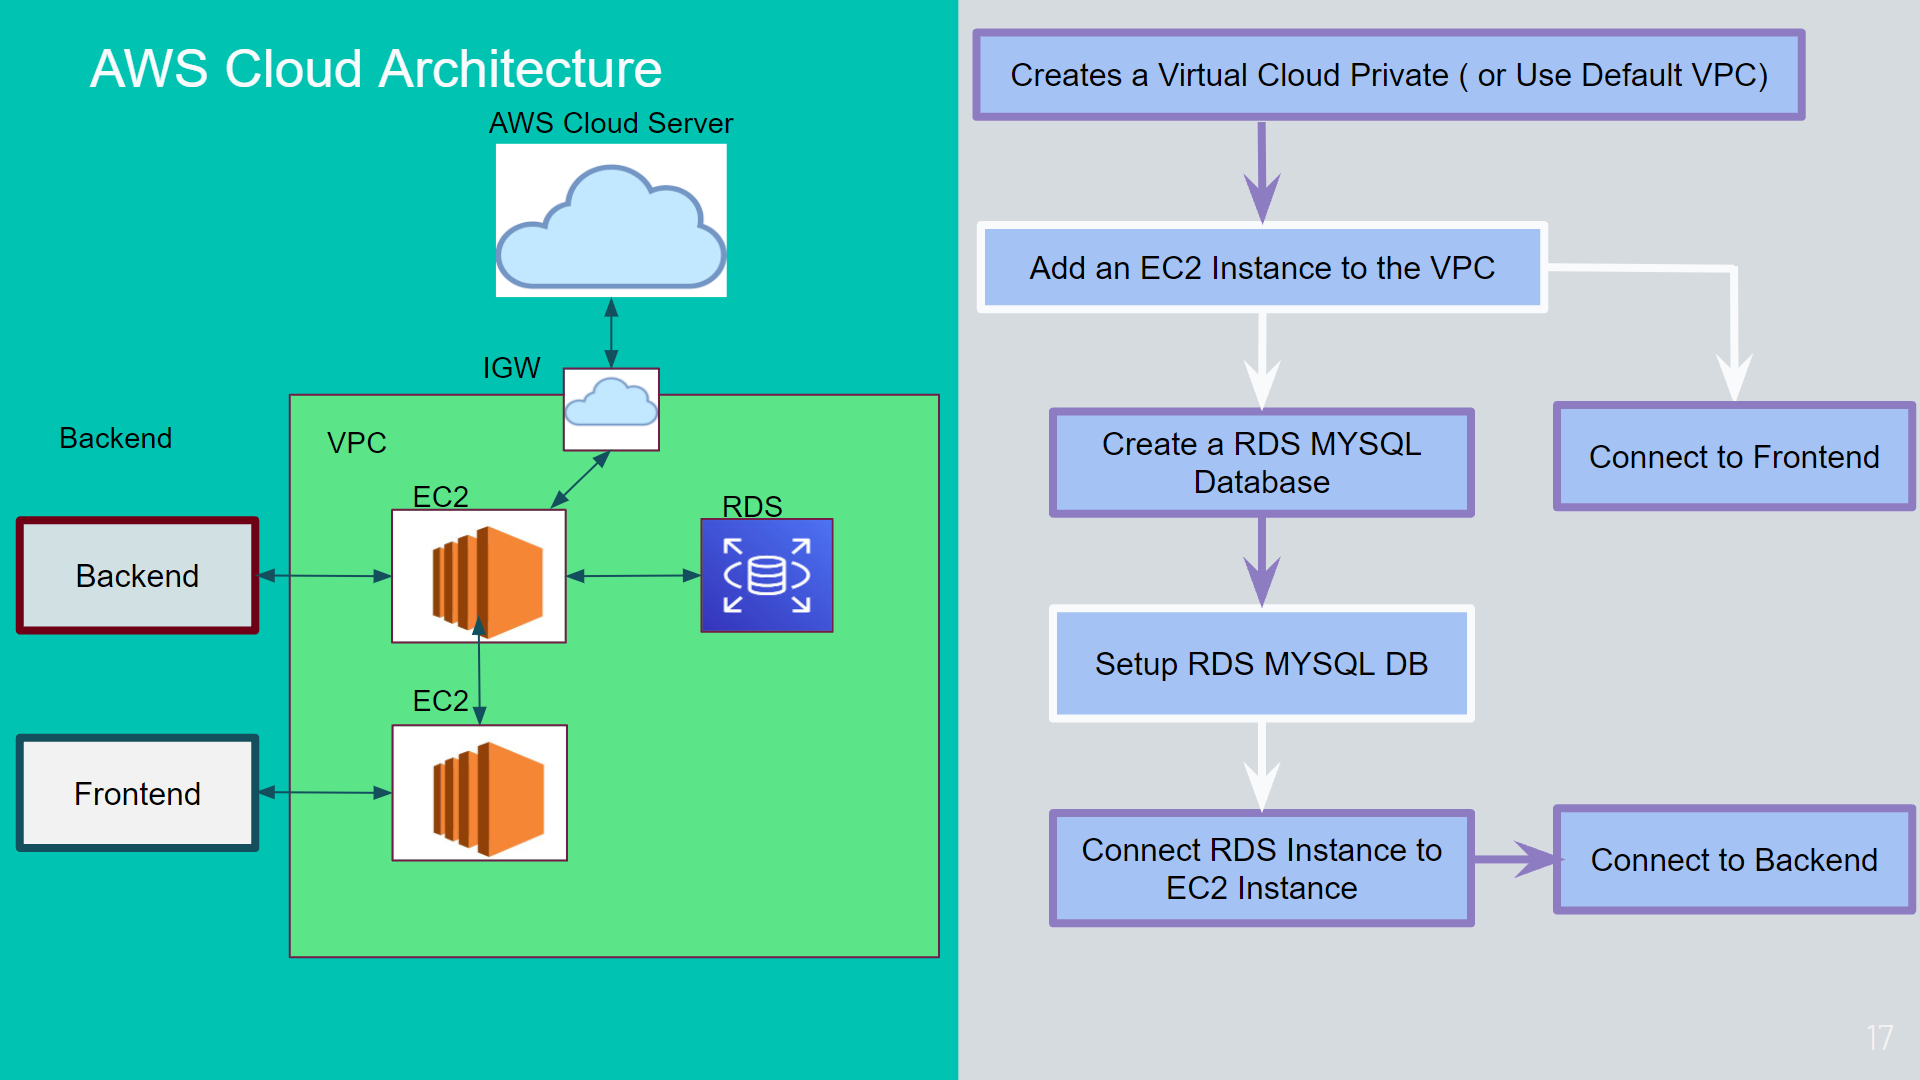 AWS Cloud Architecture
AWS Cloud Server
IGW
Backend
VPC
EC2
RDS
Backend
EC2
Frontend
Creates a Virtual Cloud Private ( or Use Default VPC)
Add an EC2 Instance to the VPC
Create a RDS MYSQL
Database
Connect to Frontend
Setup RDS MYSQL DB
Connect RDS Instance to
EC2 Instance
Connect to Backend
17